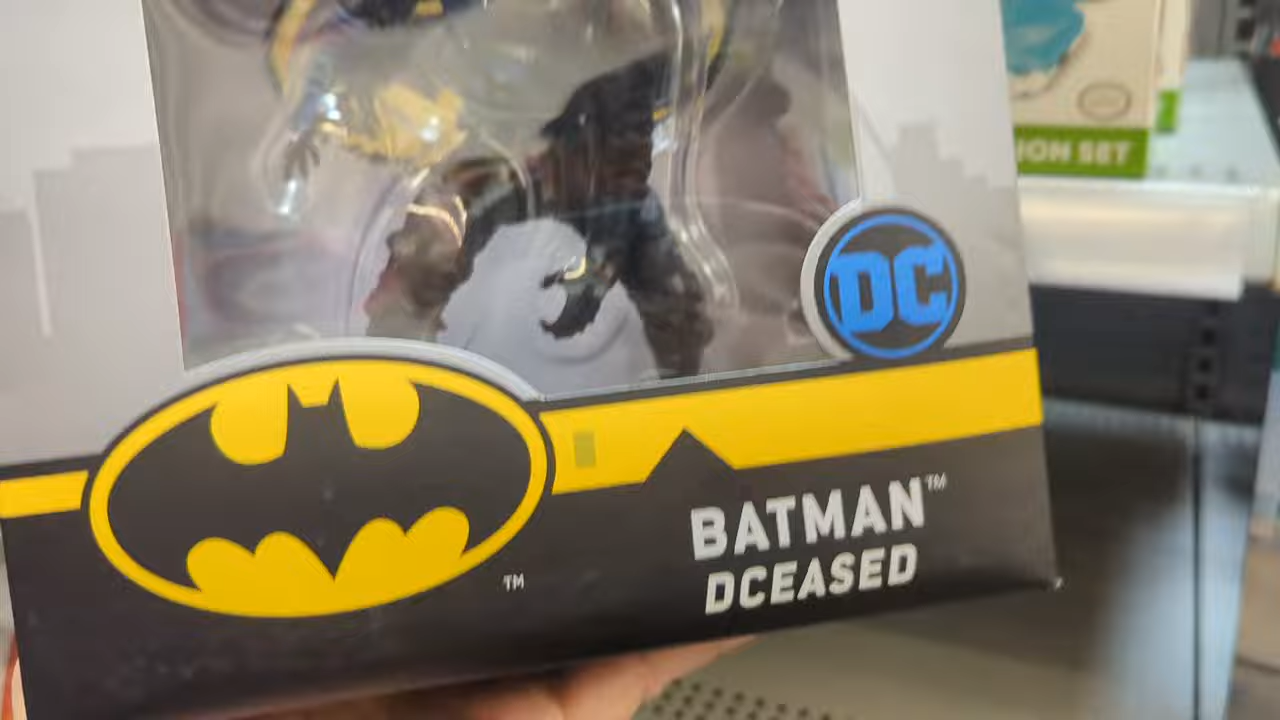 ION SET
DC
BATMAN™
DCEASED
™